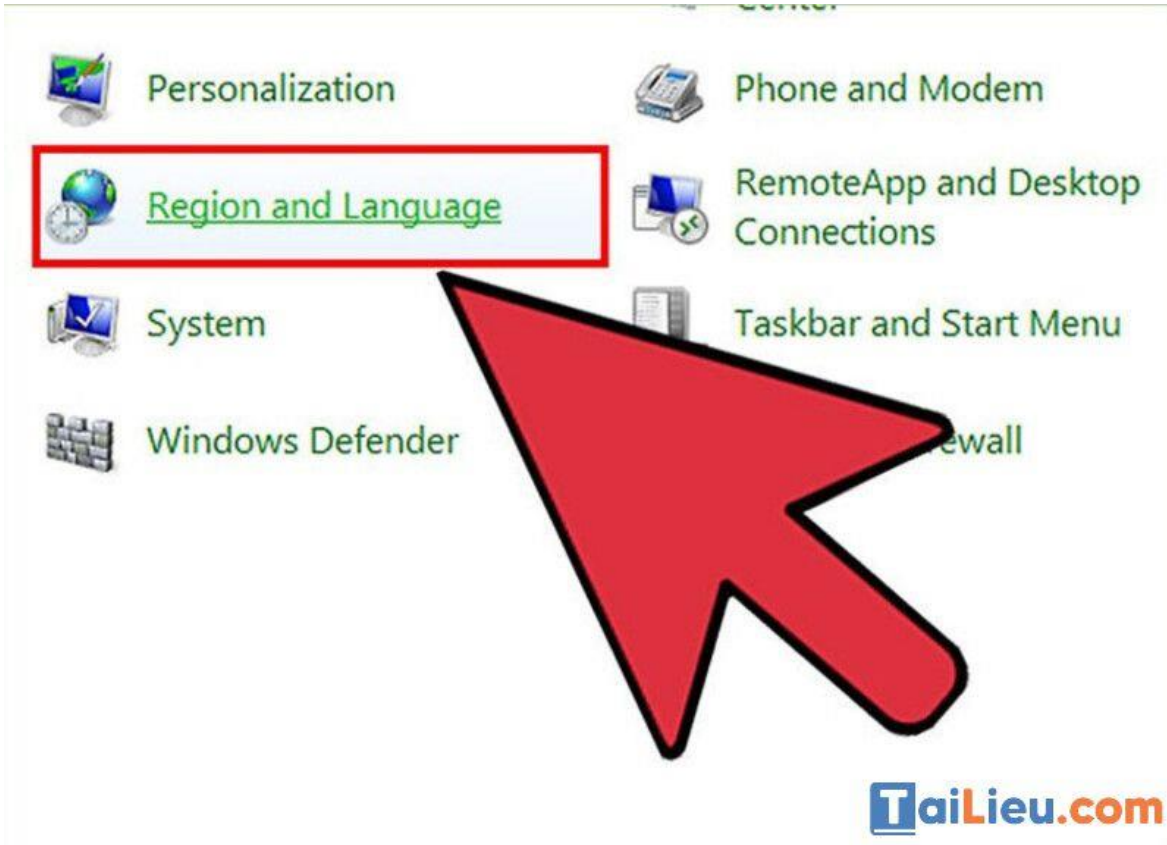 Personalization
Phone and Modem
Region and Language
RemoteApp and Desktop
Connections
System
Taskbar and Start Menu
Windows Defender
TaiLieu.com